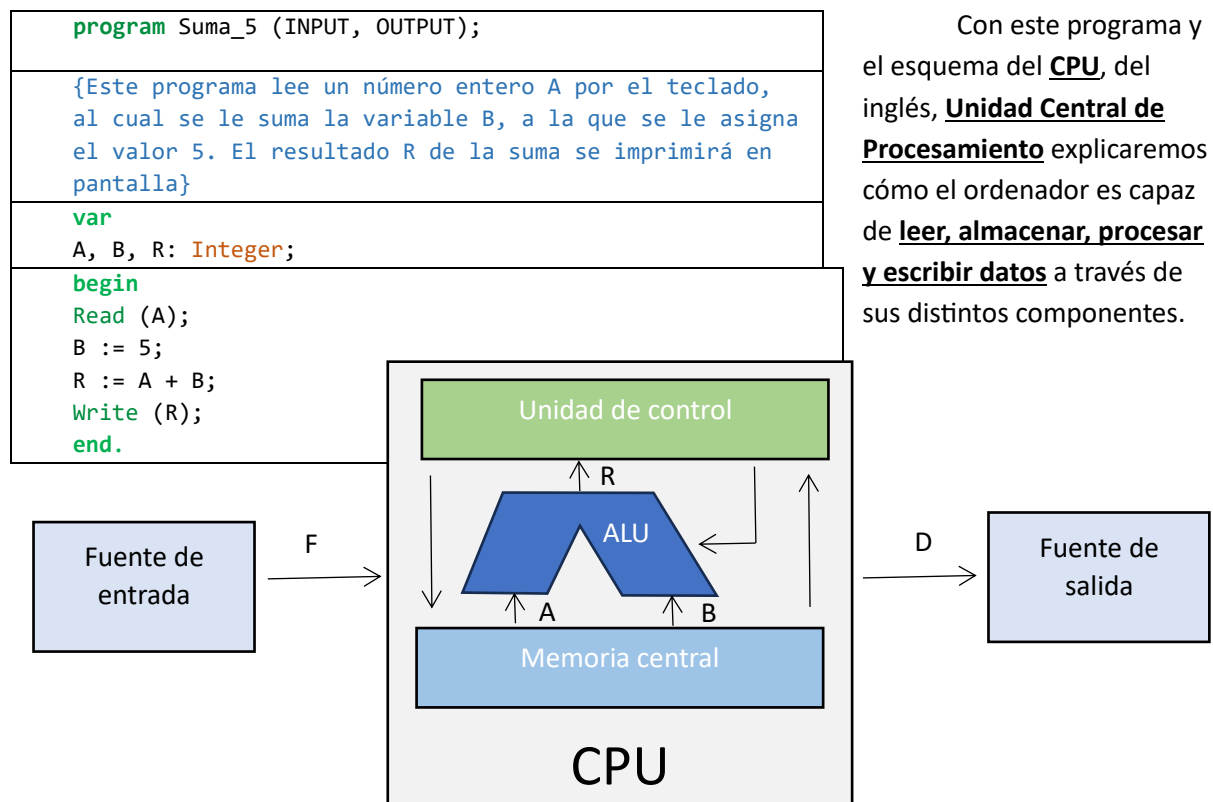 program Suma_5 (INPUT, OUTPUT);
{Este programa lee un número entero A por el teclado,
al cual se le suma la variable B, a la que se le asigna
el valor 5. El resultado R de la suma se imprimirá en
pantalla}
var
A, B, R: Integer;
begin
Read (A);
B := 5;
R := A + B;
Write (R);
end.
Con este programa y
el esquema del CPU, del
inglés, Unidad Central de
Procesamiento explicaremos
cómo el ordenador es capaz
de leer, almacenar, procesar
y escribir datos a través de
sus distintos componentes.
Unidad de control
R
ALU
A
B
Memoria central
CPU
Fuente de
entrada
F
D
Fuente de
salida